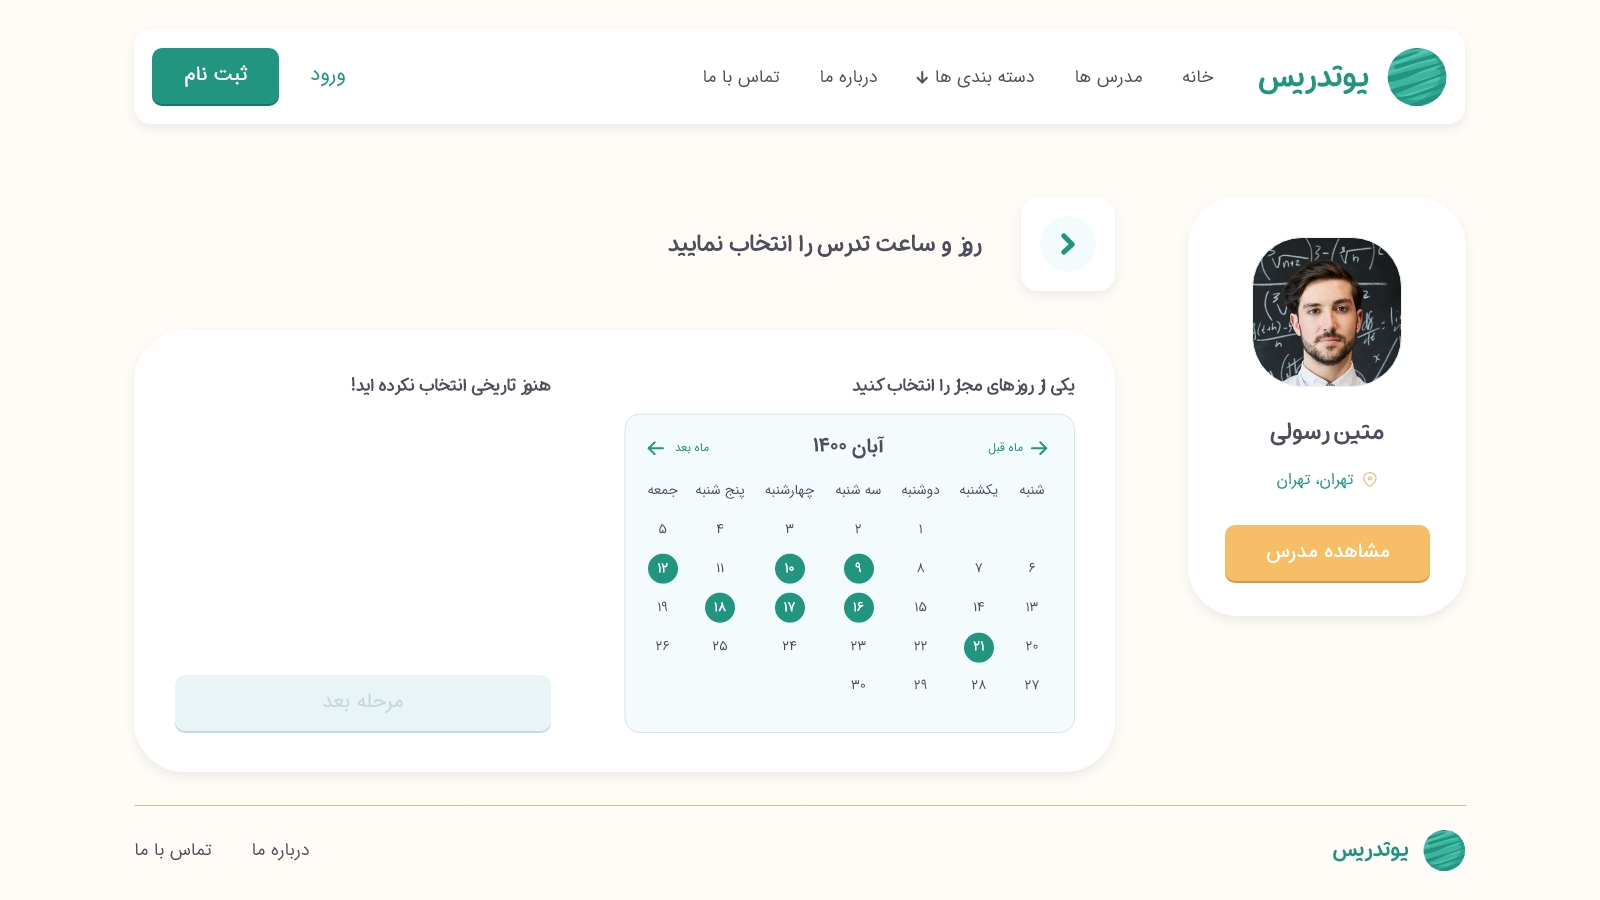 یوتدریس
خانه
مدرس ها
دسته بندی ها
درباره ما
تماس با ما
ورود
ثبت نام
متین رسولی
تهران، تهران
مشاهده مدرس
روز و ساعت تدرس را انتخاب نمایید
یکی از روزهای مجاز را انتخاب کنید
ماه قبل
آبان ۱۴۰۰
ماه بعد
شنبه یکشنبه دوشنبه سه شنبه چهارشنبه پنج شنبه جمعه
۱ ۲ ۳ ۴ ۵
۶ ۷ ۸ ۹ ۱۰ ۱۱ ۱۲
۱۳ ۱۴ ۱۵ ۱۶ ۱۷ ۱۸ ۱۹
۲۰ ۲۱ ۲۲ ۲۳ ۲۴ ۲۵ ۲۶
۲۷ ۲۸ ۲۹ ۳۰
هنوز تاریخی انتخاب نکرده اید!
مرحله بعد
یوتدریس
درباره ما
تماس با ما